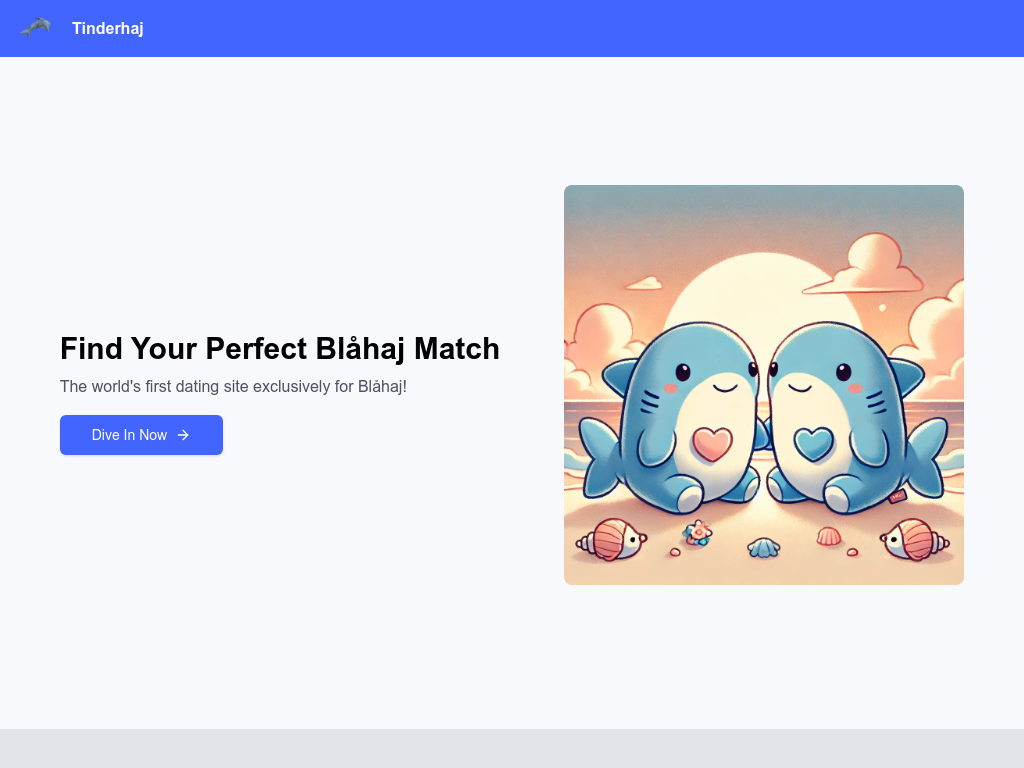 Tinderhaj
Find Your Perfect Blåhaj Match
The world's first dating site exclusively for Blåhaj!
Dive In Now